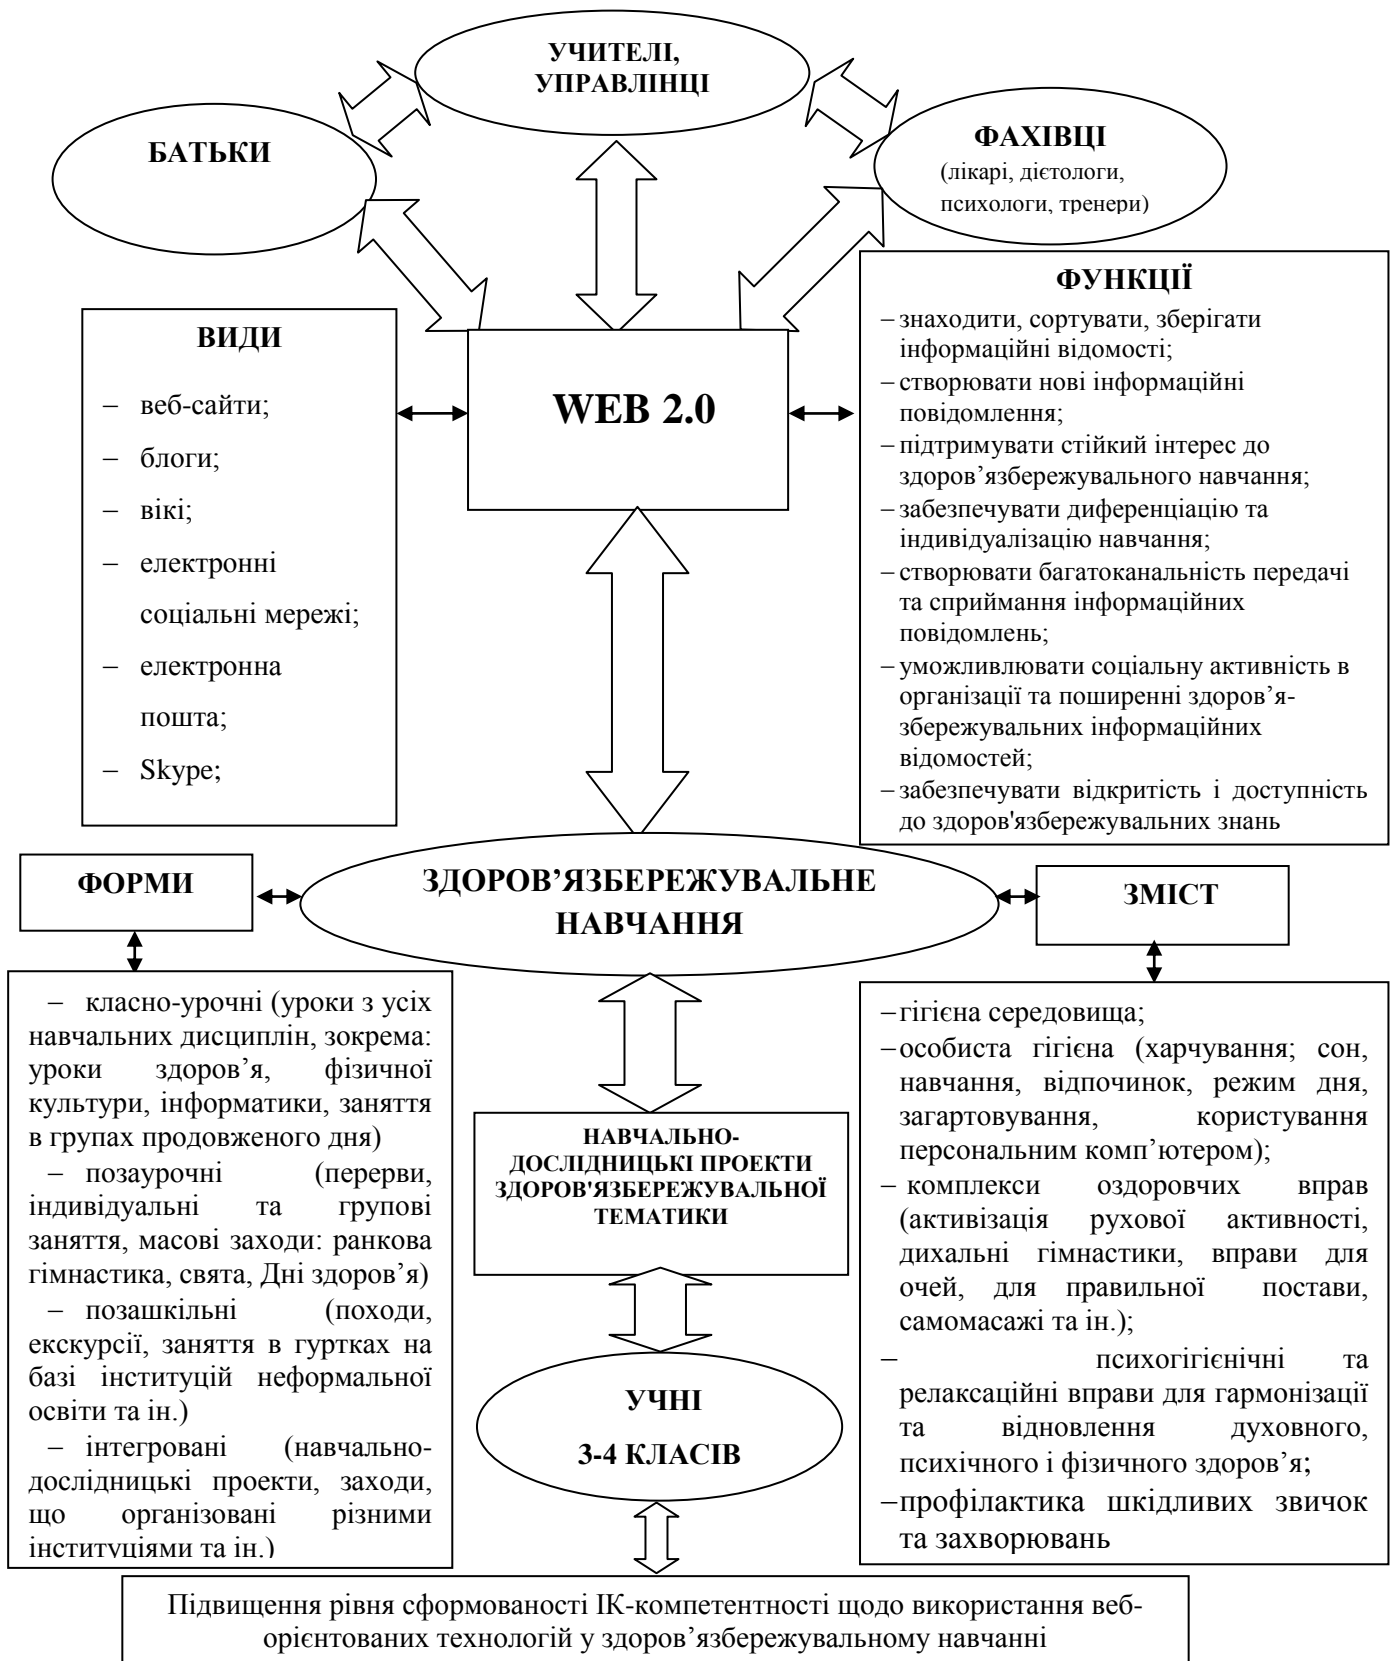 УЧИТЕЛІ,
УПРАВЛІНЦІ
БАТЬКИ
ФАХІВЦІ
(лікарі, дієтологи,
психологи, тренери)
ВИДИ
– веб-сайти;
– блоги;
– вікі;
– електронні
соціальні мережі;
– електронна
пошта;
– Skype;
WEB 2.0
ФУНКЦІЇ
– знаходити, сортувати, зберігати
інформаційні відомості;
– створювати нові інформаційні
повідомлення;
– підтримувати стійкий інтерес до
здоров’язбережувального навчання;
– забезпечувати диференціацію та
індивідуалізацію навчання;
– створювати багатоканальність передачі
та сприймання інформаційних
повідомлень;
– уможливлювати соціальну активність в
організації та поширенні здоров’я-
збережувальних інформаційних
відомостей;
– забезпечувати відкритість і доступність
до здоров'язбережувальних знань
ФОРМИ
ЗДОРОВ’ЯЗБЕРЕЖУВАЛЬНЕ
НАВЧАННЯ
ЗМІСТ
– класно-урочні (уроки з усіх
навчальних дисциплін, зокрема:
уроки здоров’я, фізичної
культури, інформатики, заняття
в групах продовженого дня)
– позаурочні (перерви,
індивідуальні та групові
заняття, масові заходи: ранкова
гімнастика, свята, Дні здоров’я)
– позашкільні (походи,
екскурсії, заняття в гуртках на
базі інституцій неформальної
освіти та ін.)
– інтегровані (навчально-
дослідницькі проекти, заходи,
що організовані різними
інституціями та ін.)
НАВЧАЛЬНО-
ДОСЛІДНИЦЬКІ ПРОЕКТИ
ЗДОРОВ'ЯЗБЕРЕЖУВАЛЬНОЇ
ТЕМАТИКИ
УЧНІ
3-4 КЛАСІВ
– гігієна середовища;
– особиста гігієна (харчування; сон,
навчання, відпочинок, режим дня,
загартовування, користування
персональним комп’ютером);
– комплекси оздоровчих вправ
(активізація рухової активності,
дихальні гімнастики, вправи для
очей, для правильної постави,
самомасажі та ін.);
– психогігієнічні та
релаксаційні вправи для гармонізації
та відновлення духовного,
психічного і фізичного здоров’я;
– профілактика шкідливих звичок
та захворювань
Підвищення рівня сформованості ІК-компетентності щодо використання веб-
орієнтованих технологій у здоров’язбережувальному навчанні